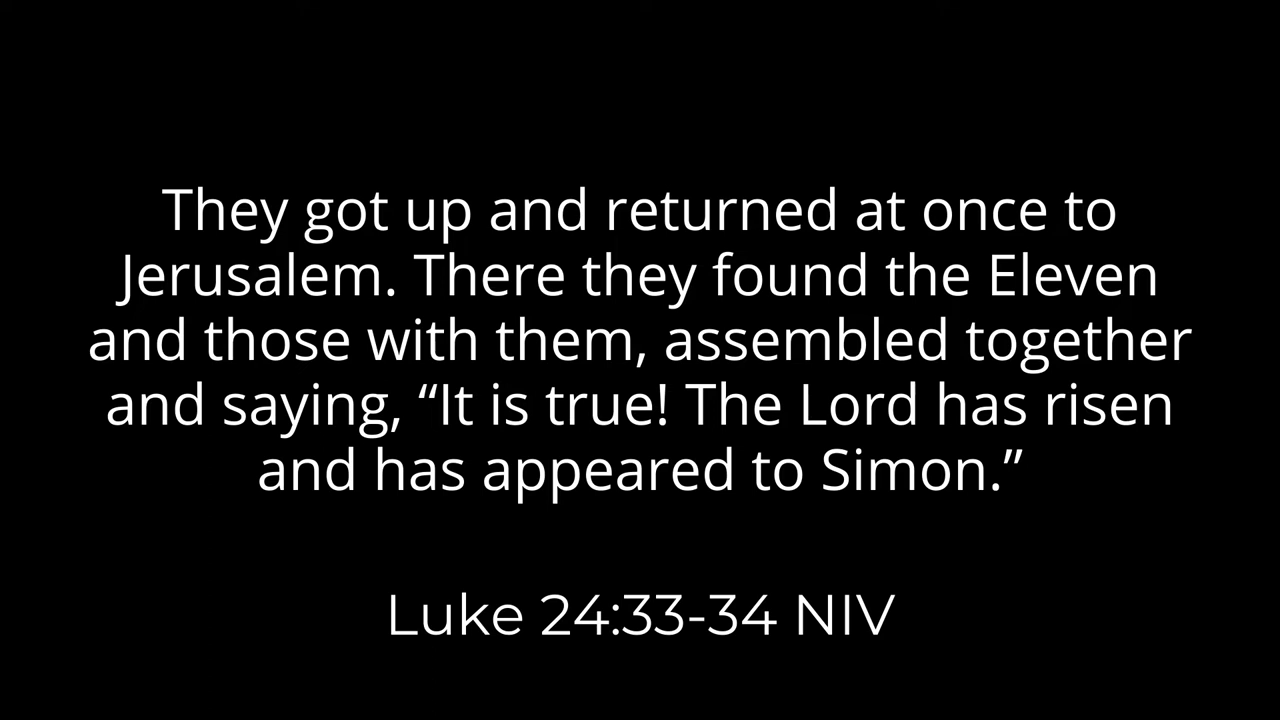 They got up and returned at once to
Jerusalem. There they found the Eleven
and those with them, assembled together
and saying, “It is true! The Lord has risen
and has appeared to Simon.”
Luke 24:33-34 NIV